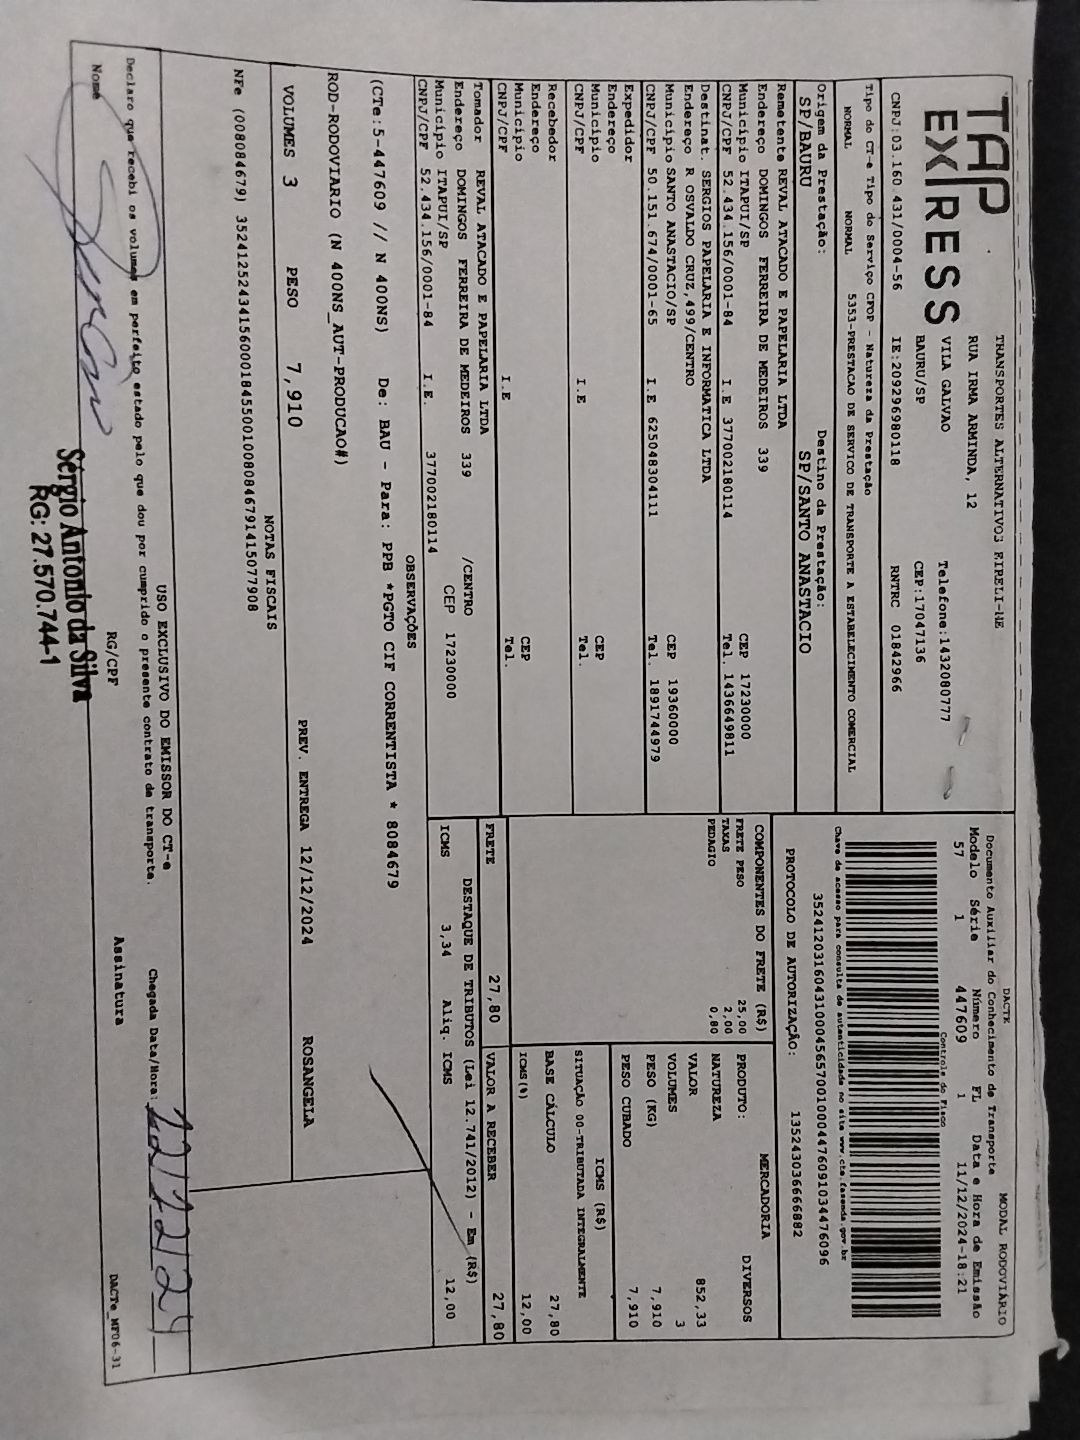 TAP
EXPRESS
TRANSPORTES ALTERNATIVOS EIRELI-ME
RUA IRMA ARMINDA, 12
VILA GALVAO Telefone:1432080777
BAURU/SP CEP:17047136
CNPJ:03.160.431/0004-56 IE:209296980118 RNTRC 01842966
Tipo do CT-e Tipo do Serviço CFOP - Natureza da Prestação
NORMAL NORMAL 5353-PRESTACAO DE SERVICO DE TRANSPORTE A ESTABELECIMENTO COMERCIAL
Origem da Prestação: Destino da Prestação:
SP/BAURU SP/SANTO ANASTACIO
Remetente REVAL ATACADO E PAPELARIA LTDA
Endereço DOMINGOS FERREIRA DE MEDEIROS 339
Município ITAPUI/SP CEP 17230000
CNPJ/CPF 52.434.156/0001-84 I.E 377002180114 Tel. 1436649811
Destinat. SERGIOS PAPELARIA E INFORMATICA LTDA
Endereço R OSVALDO CRUZ,499/CENTRO
Município SANTO ANASTACIO/SP CEP 19360000
CNPJ/CPF 50.151.674/0001-65 I.E 625048304111 Tel. 1891744979
Expedidor
Endereço
Município CEP
CNPJ/CPF I.E Tel.
Recebedor
Endereço
Município CEP
CNPJ/CPF I.E Tel.
Tomador REVAL ATACADO E PAPELARIA LTDA
Endereço DOMINGOS FERREIRA DE MEDEIROS 339 /CENTRO
Município ITAPUI/SP CEP 17230000
CNPJ/CPF 52.434.156/0001-84 I.E. 377002180114
DACTE MODAL RODOVIÁRIO
Documento Auxiliar do Conhecimento de Transporte
Modelo Série Número FL Data e Hora de Emissão
57 1 447609 1 11/12/2024-18:21
Controle do Fisco
Chave de acesso para consulta de autenticidade no site www.cte.fazenda.gov.br
35241203160431000456570010004476091034476096
PROTOCOLO DE AUTORIZAÇÃO: 135243036666882
COMPONENTES DO FRETE (R$)
FRETE PESO 25,00
TAXAS 2,00
PEDAGIO 0,80
MERCADORIA
PRODUTO: DIVERSOS
NATUREZA
VALOR 852,33
VOLUMES 3
PESO (KG) 7,910
PESO CUBADO 7,910
ICMS (R$)
SITUAÇÃO 00-TRIBUTADA INTEGRALMENTE
BASE CÁLCULO 27,80
ICMS(%) 12,00
FRETE 27,80 VALOR A RECEBER 27,80
DESTAQUE DE TRIBUTOS (Lei 12.741/2012) - Em (R$)
ICMS 3,34 Aliq. ICMS 12,00
OBSERVAÇÕES
(CTe:5-447609 // N 400NS) De: BAU - Para: PPB *PGTO CIF CORRENTISTA * 8084679
ROD-RODOVIARIO (N 400NS_AUT-PRODUCAO#)
VOLUMES 3 PESO 7,910 PREV. ENTREGA 12/12/2024 ROSANGELA
NOTAS FISCAIS
NFe (008084679) 35241252434156000184550010080846791415077908
USO EXCLUSIVO DO EMISSOR DO CT-e
Declaro que recebi os volumes em perfeito estado pelo que dou por cumprido o presente contrato de transporte. Chegada Data/Hora: 12/12/24
Nome RG/CPF Assinatura DACTe_MF06-31
Sérgio Antonio da Silva
RG: 27.570.744-1